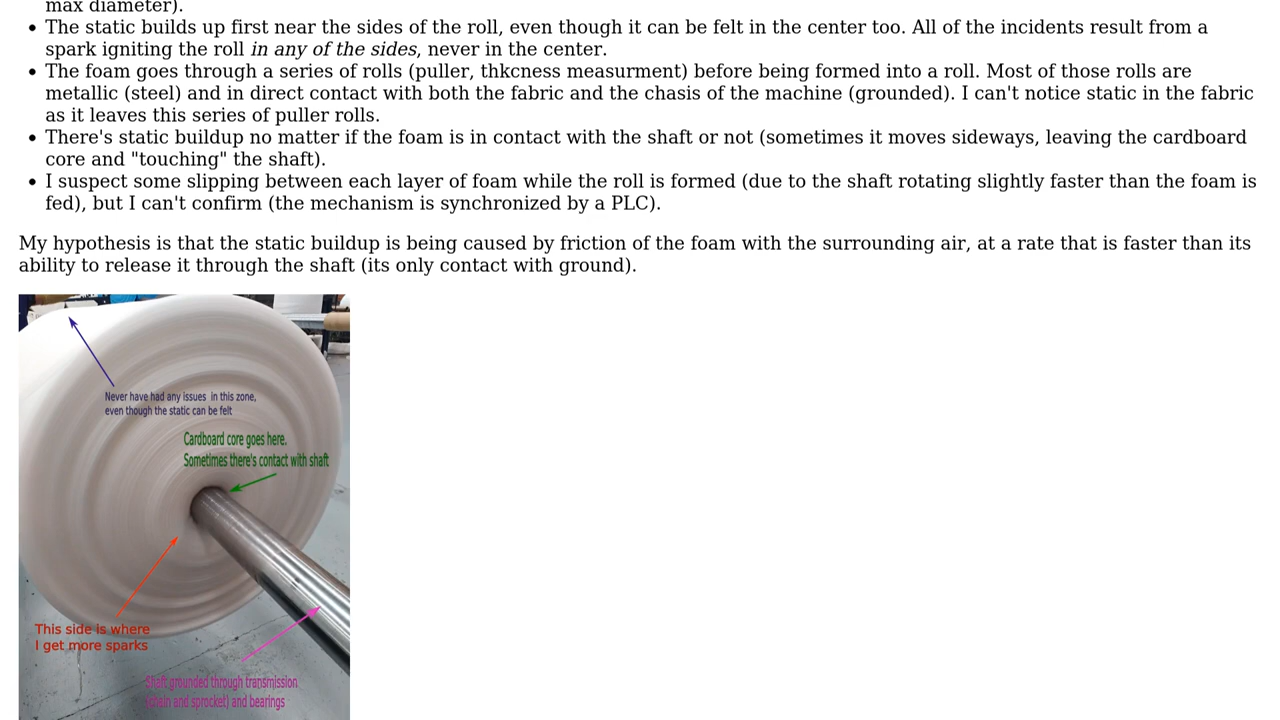 max diameter).
• The static builds up first near the sides of the roll, even though it can be felt in the center too. All of the incidents result from a
spark igniting the roll in any of the sides, never in the center.
• The foam goes through a series of rolls (puller, thkcness measurment) before being formed into a roll. Most of those rolls are
metallic (steel) and in direct contact with both the fabric and the chasis of the machine (grounded). I can't notice static in the fabric
as it leaves this series of puller rolls.
• There's static buildup no matter if the foam is in contact with the shaft or not (sometimes it moves sideways, leaving the cardboard
core and "touching" the shaft).
• I suspect some slipping between each layer of foam while the roll is formed (due to the shaft rotating slightly faster than the foam is
fed), but I can't confirm (the mechanism is synchronized by a PLC).
My hypothesis is that the static buildup is being caused by friction of the foam with the surrounding air, at a rate that is faster than its
ability to release it through the shaft (its only contact with ground).
Never have had any issues in this zone,
even though the static can be felt
Cardboard core goes here.
Sometimes there's contact with shaft
This side is where
I get more sparks
Shaft grounded through transmission
(chain and sprocket) and bearings